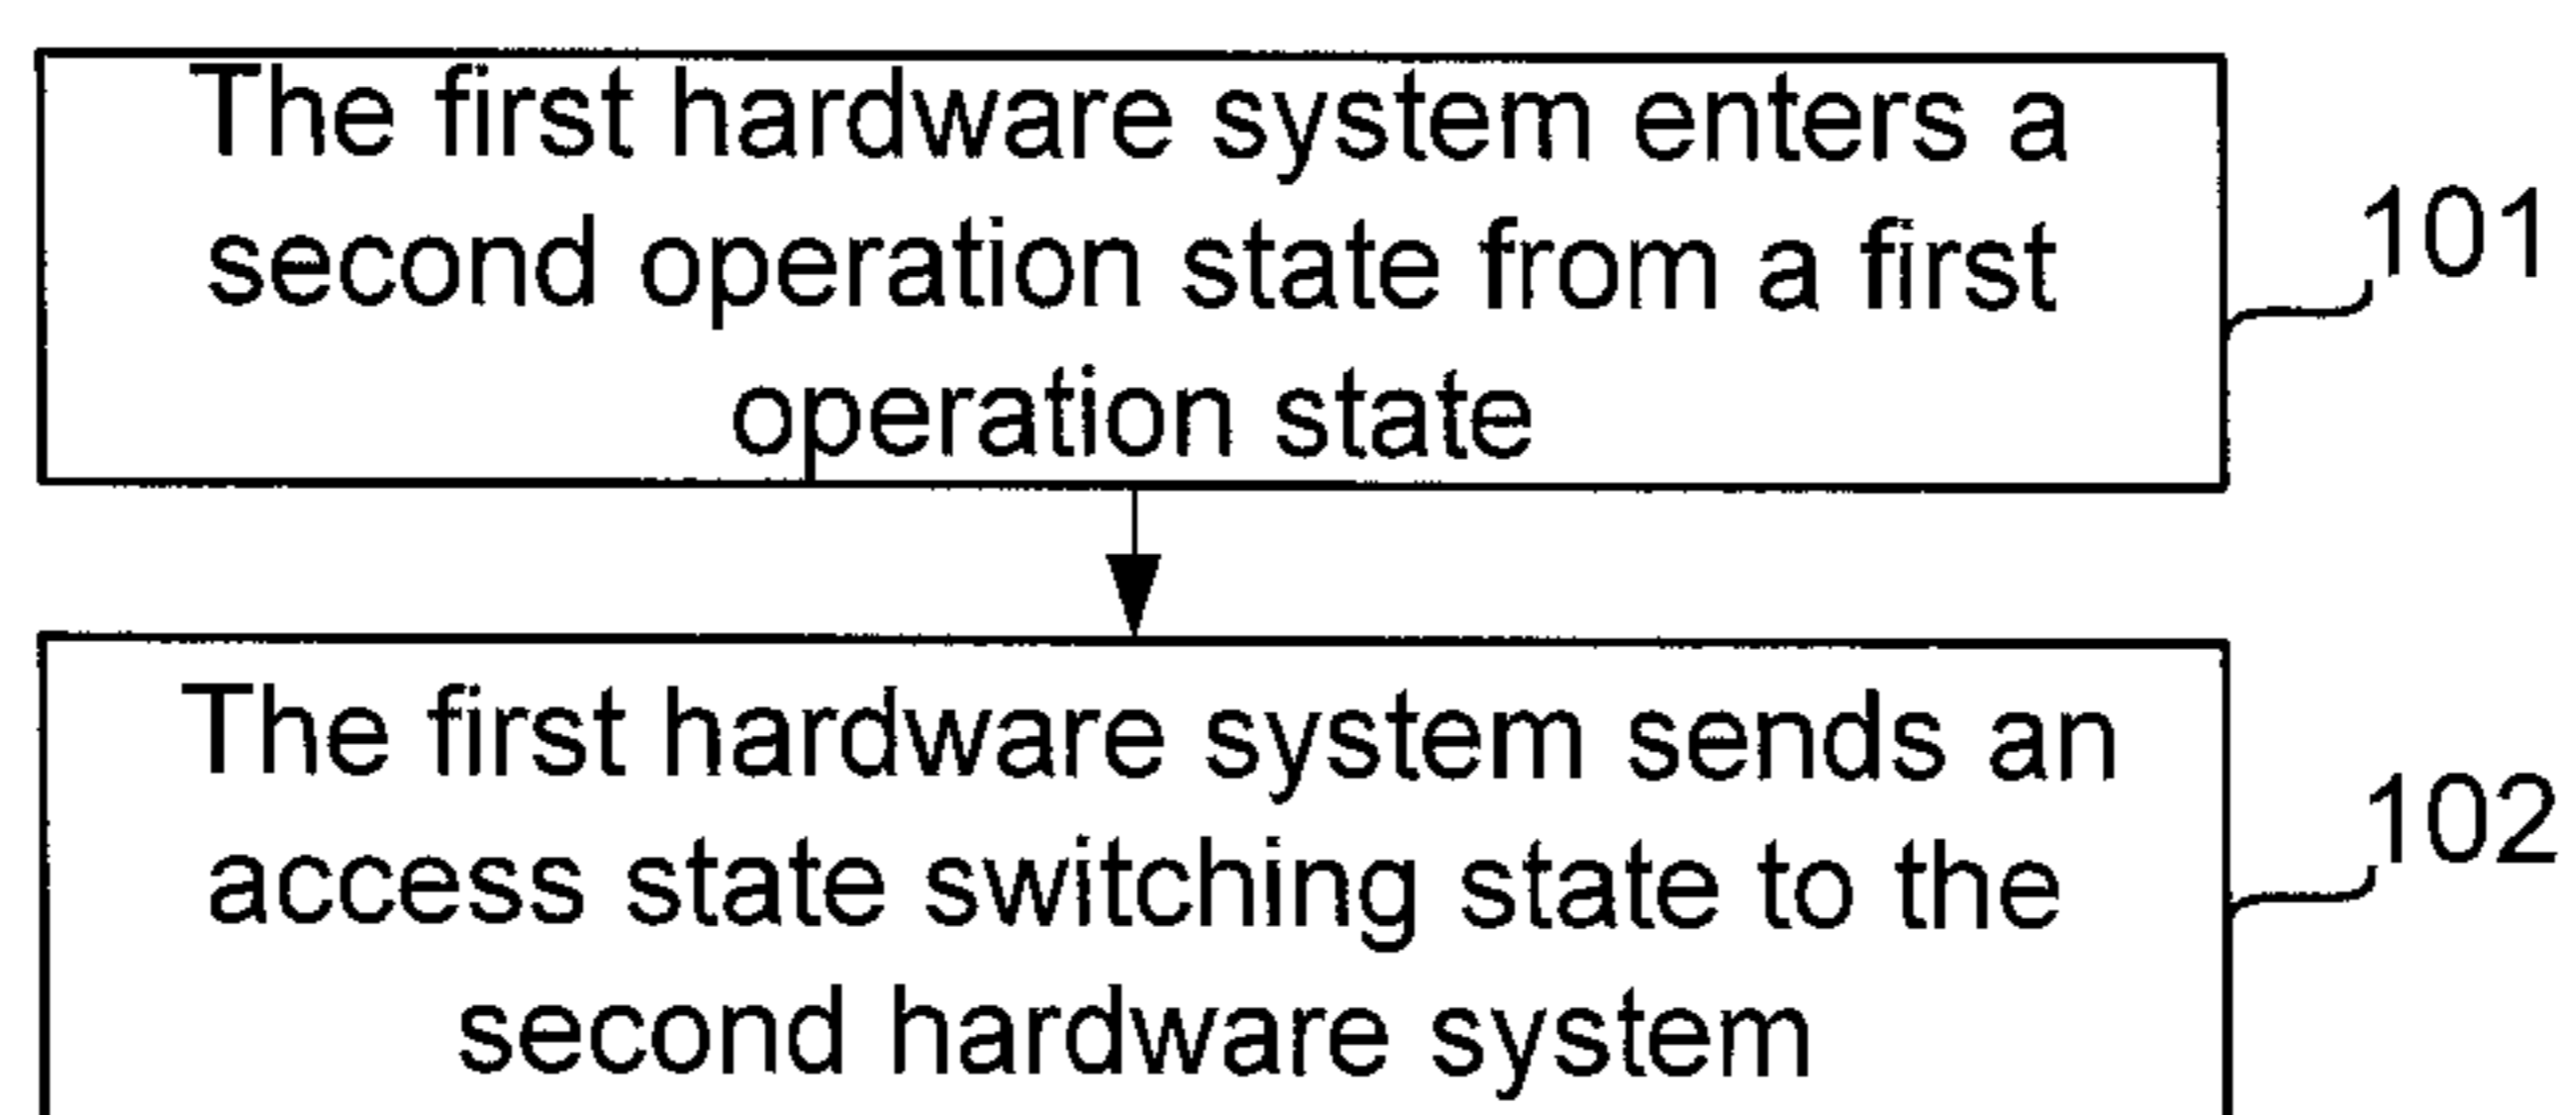 The first hardware system enters a
second operation state from a first
operation state
101
The first hardware system sends an
access state switching state to the
second hardware system
102